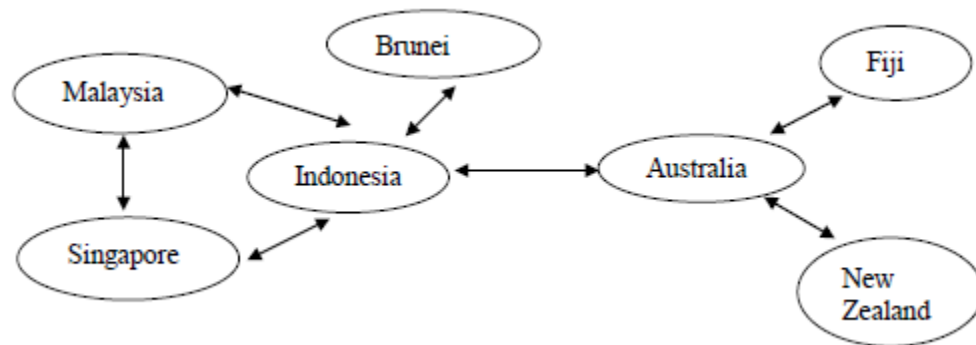 Brunei
Fiji
Malaysia
Indonesia
Australia
Singapore
New
Zealand